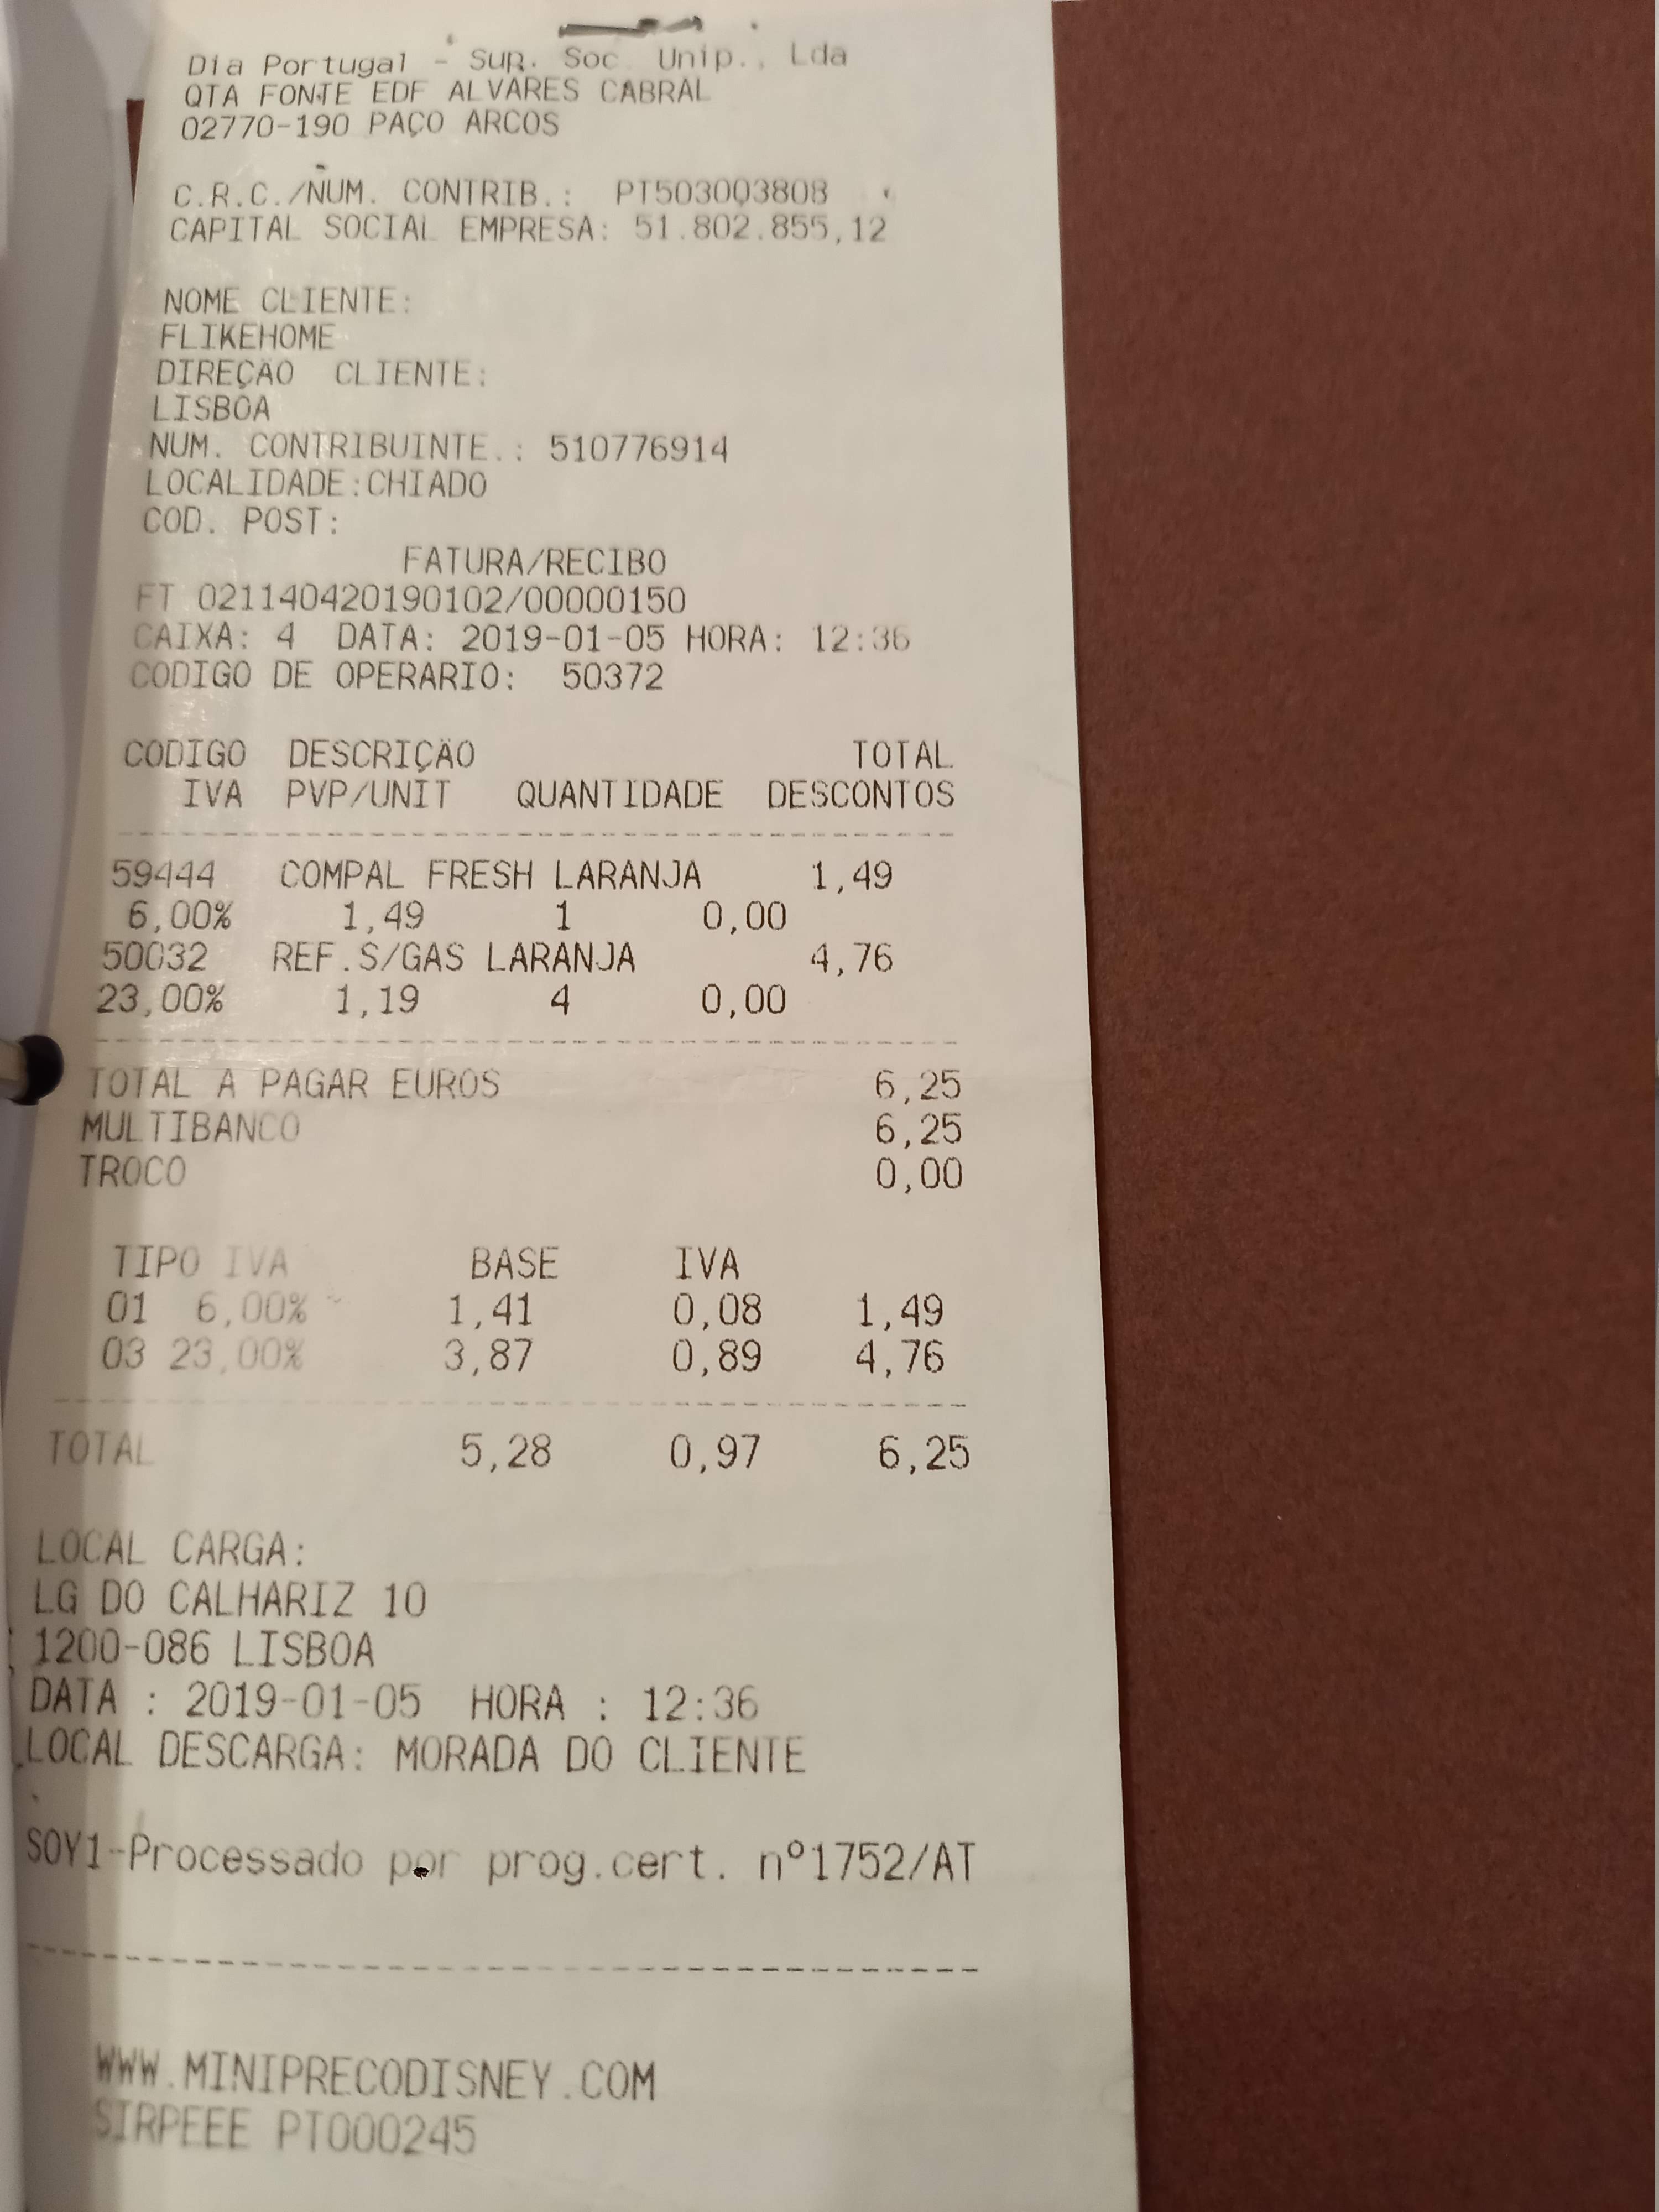 Dia Portugal - Sup. Soc. Unip., Lda
QTA FONTE EDF ALVARES CABRAL
02770-190 PAÇO ARCOS
C.R.C./NUM. CONTRIB.: PT503003808
CAPITAL SOCIAL EMPRESA: 51.802.855,12
NOME CLIENTE:
FLIKEHOME
DIREÇÃO CLIENTE:
LISBOA
NUM. CONTRIBUINTE.: 510776914
LOCALIDADE:CHIADO
COD. POST:
FATURA/RECIBO
FT 021140420190102/00000150
CAIXA: 4 DATA: 2019-01-05 HORA: 12:36
CODIGO DE OPERARIO: 50372
CODIGO DESCRIÇÃO TOTAL
IVA PVP/UNIT QUANTIDADE DESCONTOS
59444 COMPAL FRESH LARANJA 1,49
6,00% 1,49 1 0,00
50032 REF.S/GAS LARANJA 4,76
23,00% 1,19 4 0,00
TOTAL A PAGAR EUROS 6,25
MULTIBANCO 6,25
TROCO 0,00
TIPO IVA BASE IVA
01 6,00% 1,41 0,08 1,49
03 23,00% 3,87 0,89 4,76
TOTAL 5,28 0,97 6,25
LOCAL CARGA:
LG DO CALHARIZ 10
1200-086 LISBOA
DATA : 2019-01-05 HORA : 12:36
LOCAL DESCARGA: MORADA DO CLIENTE
SOY1-Processado por prog.cert. nº1752/AT
WWW.MINIPRECODISNEY.COM
SIRPEEE PT000245